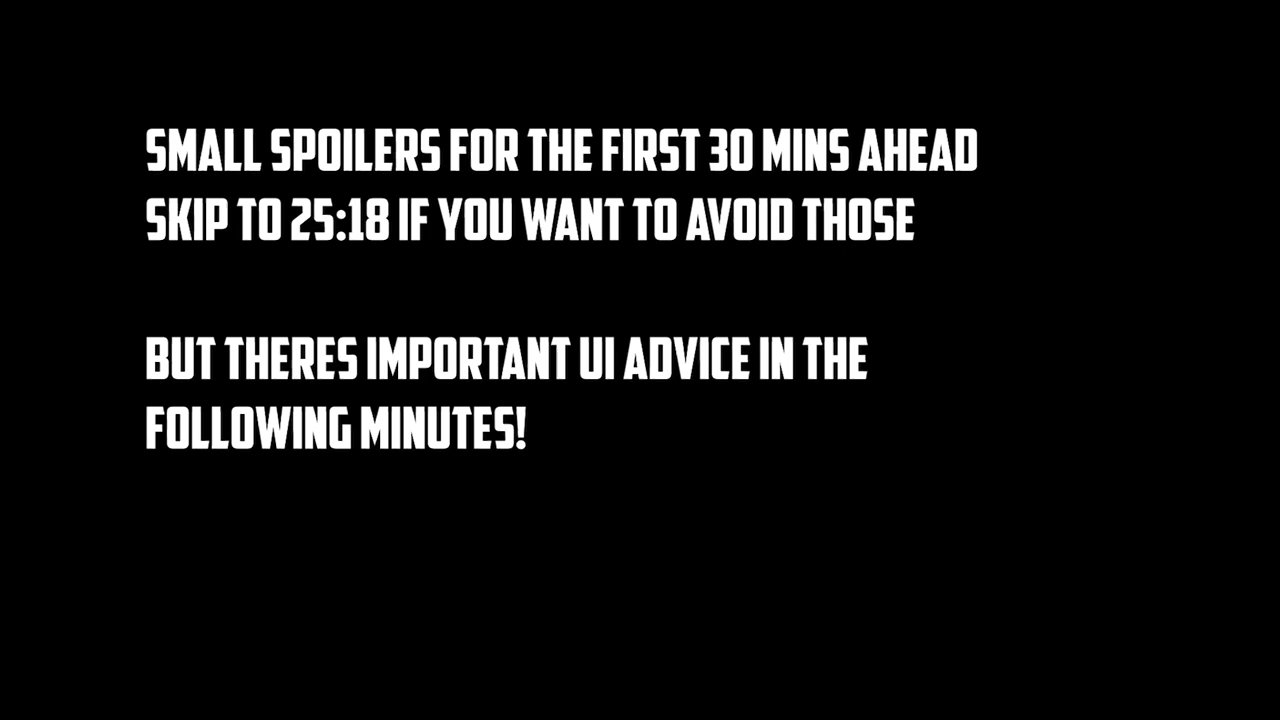 SMALL SPOILERS FOR THE FIRST 30 MINS AHEAD
SKIP TO 25:18 IF YOU WANT TO AVOID THOSE
BUT THERES IMPORTANT UI ADVICE IN THE
FOLLOWING MINUTES!